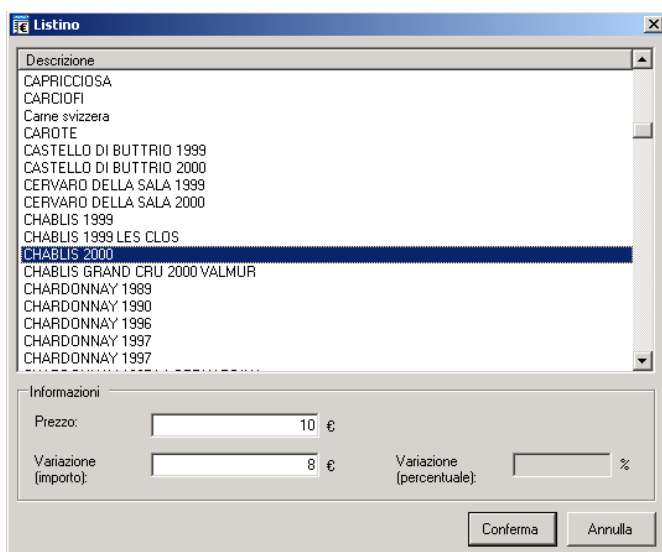 Listino
Descrizione
CAPRICCIOSA
CARCIOFI
Carne svizzera
CAROTE
CASTELLO DI BUTTRIO 1999
CASTELLO DI BUTTRIO 2000
CERVARO DELLA SALA 1999
CERVARO DELLA SALA 2000
CHABLIS 1999
CHABLIS 1999 LES CLOS
CHABLIS 2000
CHABLIS GRAND CRU 2000 VALMUR
CHARDONNAY 1989
CHARDONNAY 1990
CHARDONNAY 1996
CHARDONNAY 1997
CHARDONNAY 1997
Informazioni
Prezzo: 10 €
Variazione (importo): 8 €
Variazione (percentuale): %
Conferma Annulla